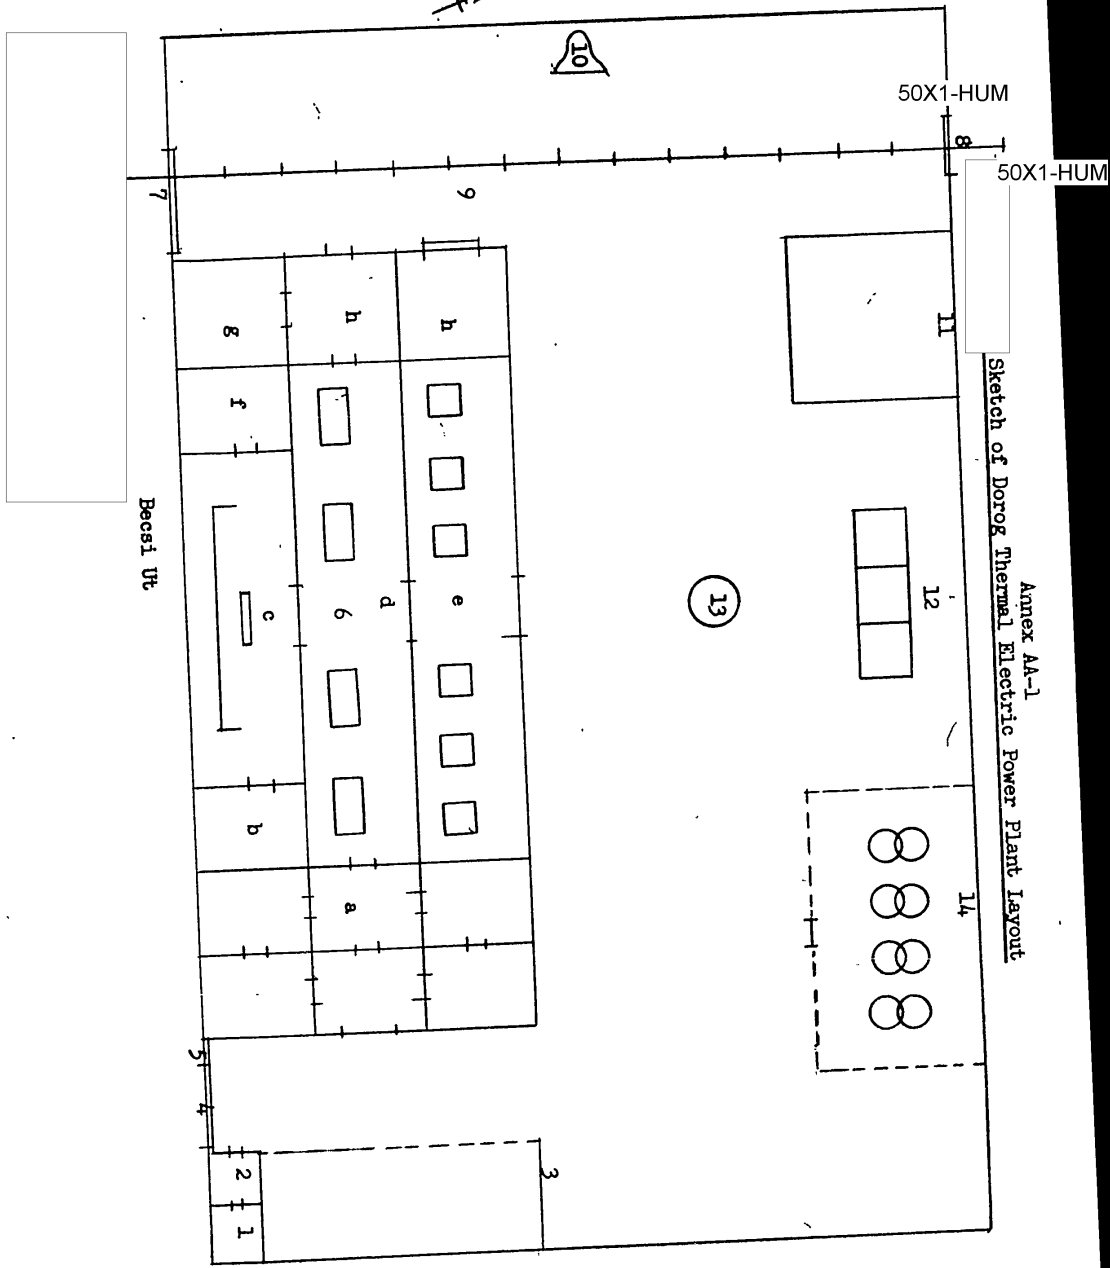 50X1-HUM
50X1-HUM
Annex AA-1
Sketch of Dorog Thermal Electric Power Plant Layout
10
8
7
9
11
g
h
h
f
12
13
c
6
d
e
b
14
a
5
4
3
2
1
Becsi Ut